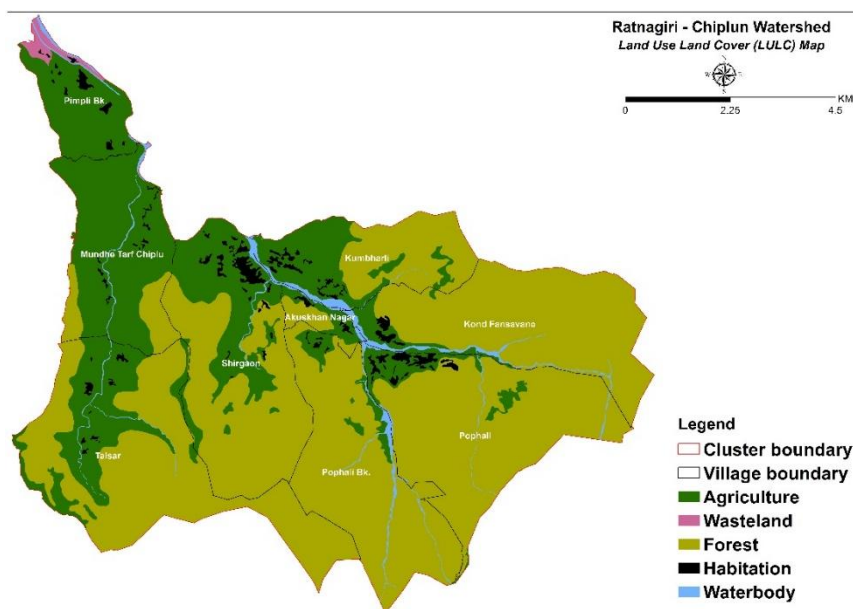 Ratnagiri - Chiplun Watershed
Land Use Land Cover (LULC) Map
N
W
E
S
KM
0
2.25
4.5
Pimpli Bk.
Mundhe Tarf Chiplu
Kumbharli
Akuskhan Nagar
Kond Fansavane
Shirgaon
Talsar
Pophali Bk.
Pophali
Legend
Cluster boundary
Village boundary
Agriculture
Wasteland
Forest
Habitation
Waterbody